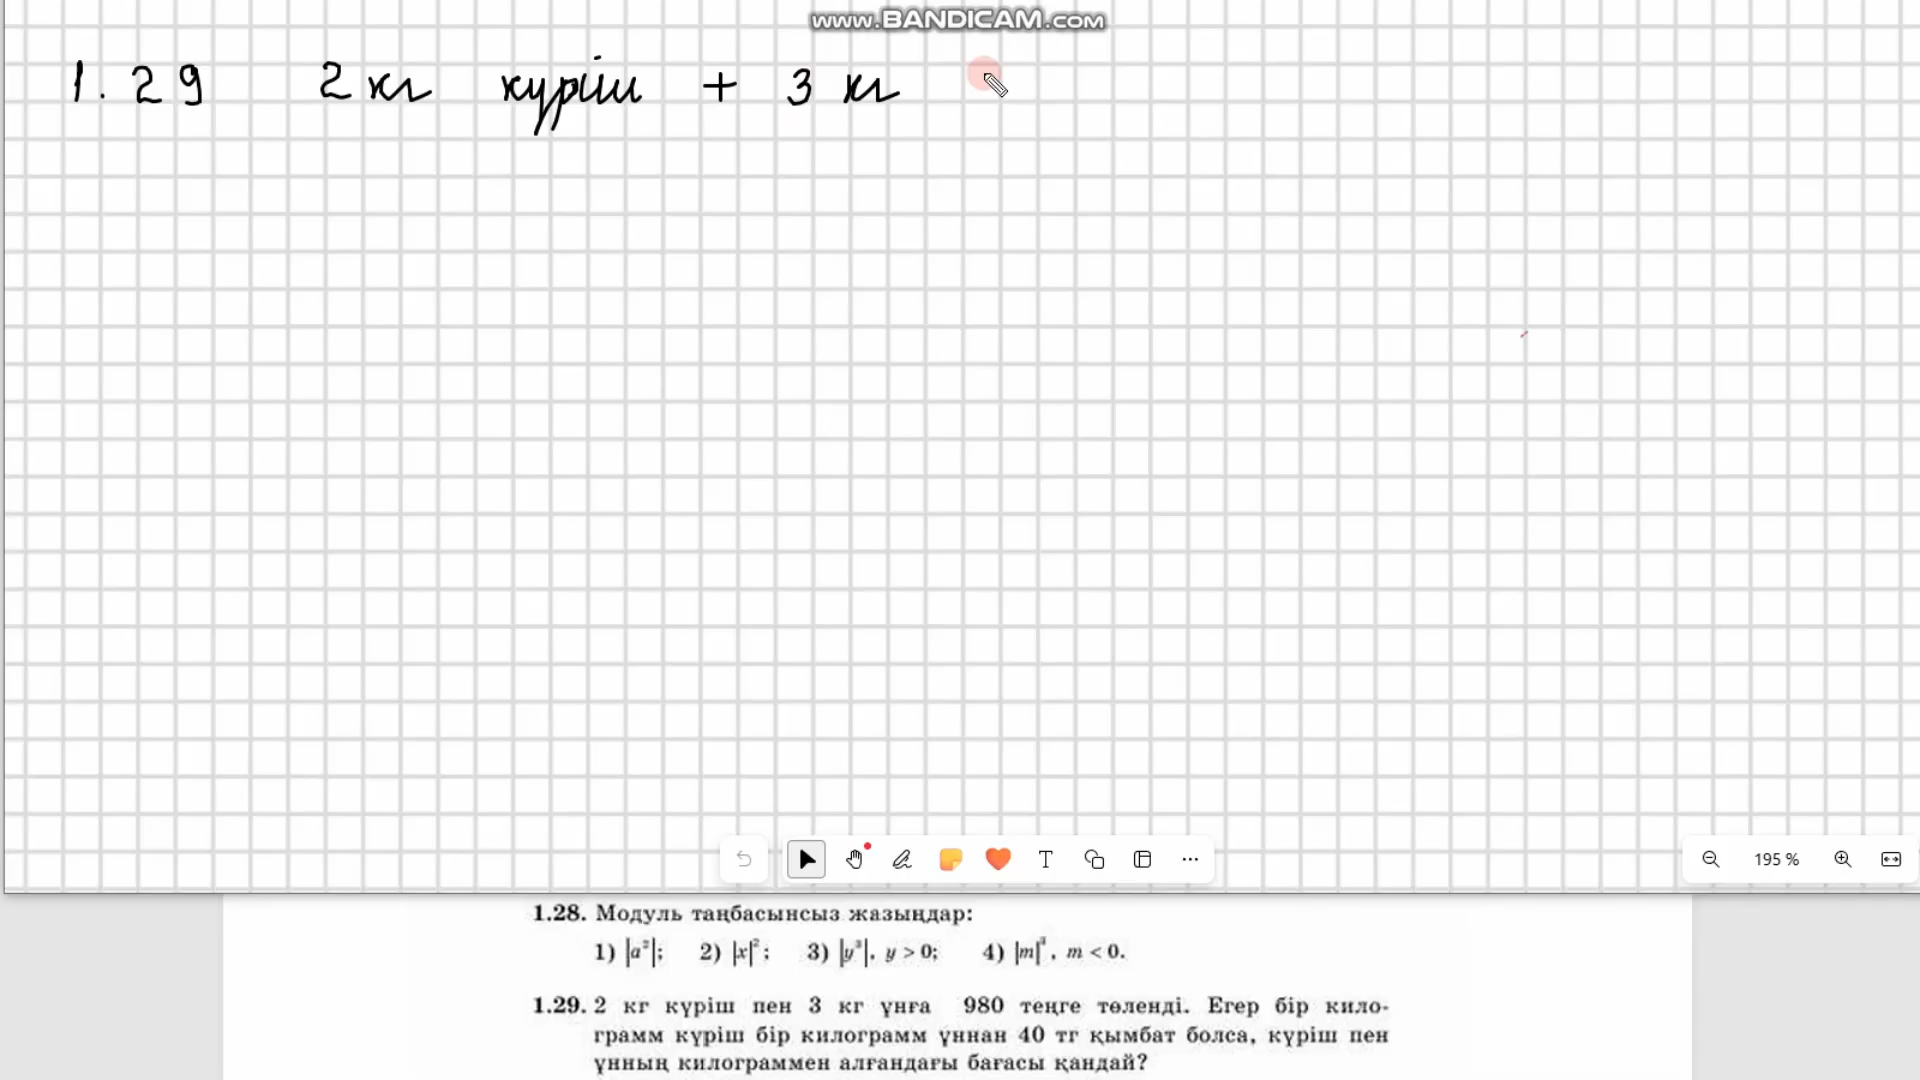 www.BANDICAM.com
1.29 2 кг күріш + 3 кг
195 %
1.28. Модуль таңбасынсыз жазыңдар:
1) |a²|; 2) |x|²; 3) |y³|, y > 0; 4) |m|³, m < 0.
1.29. 2 кг күріш пен 3 кг ұнға 980 теңге төленді. Егер бір кило-
грамм күріш бір килограмм ұннан 40 тг қымбат болса, күріш пен
ұнның килограммен алғандағы бағасы қандай?